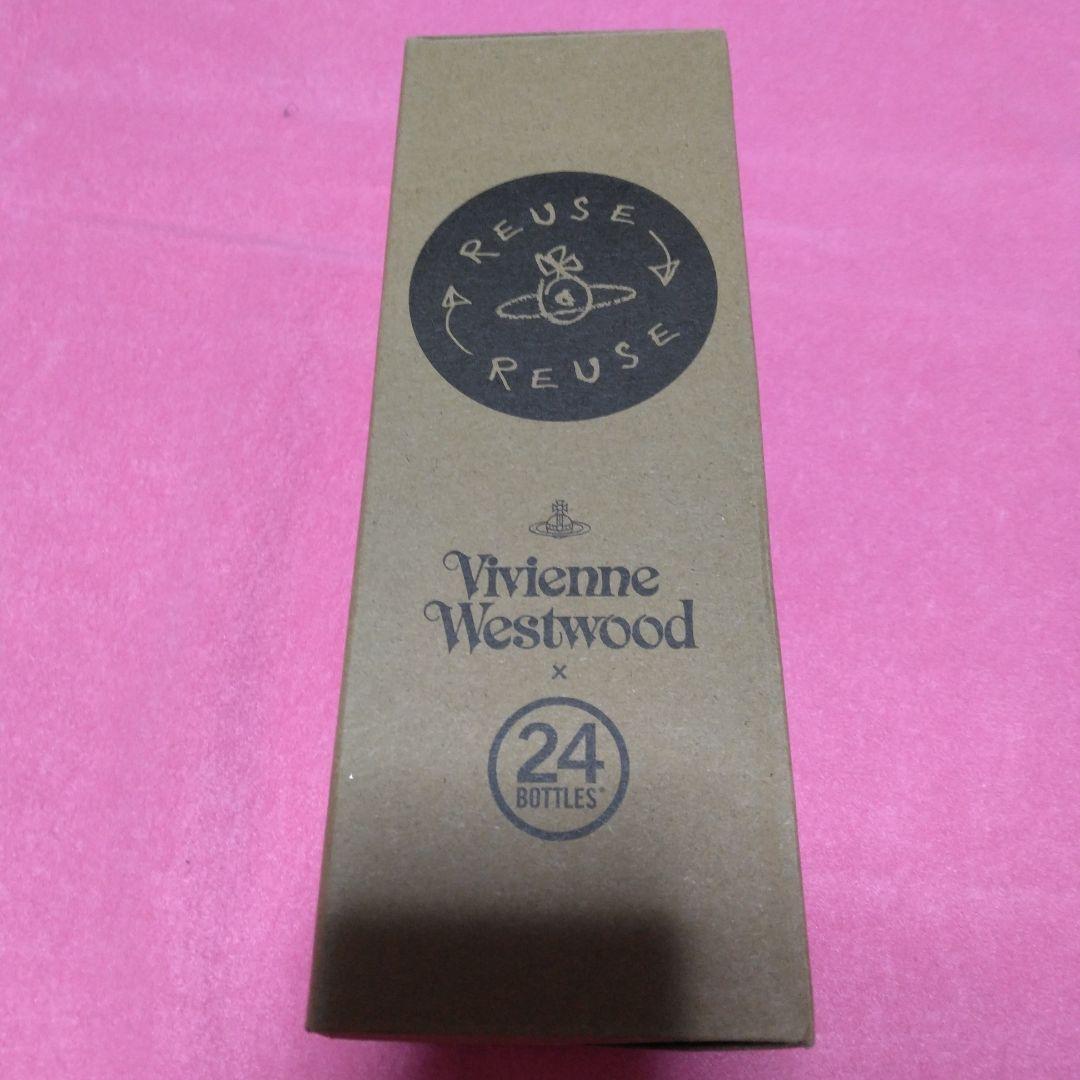 REUSE
REUSE
Vivienne
Westwood
x
24
BOTTLES®